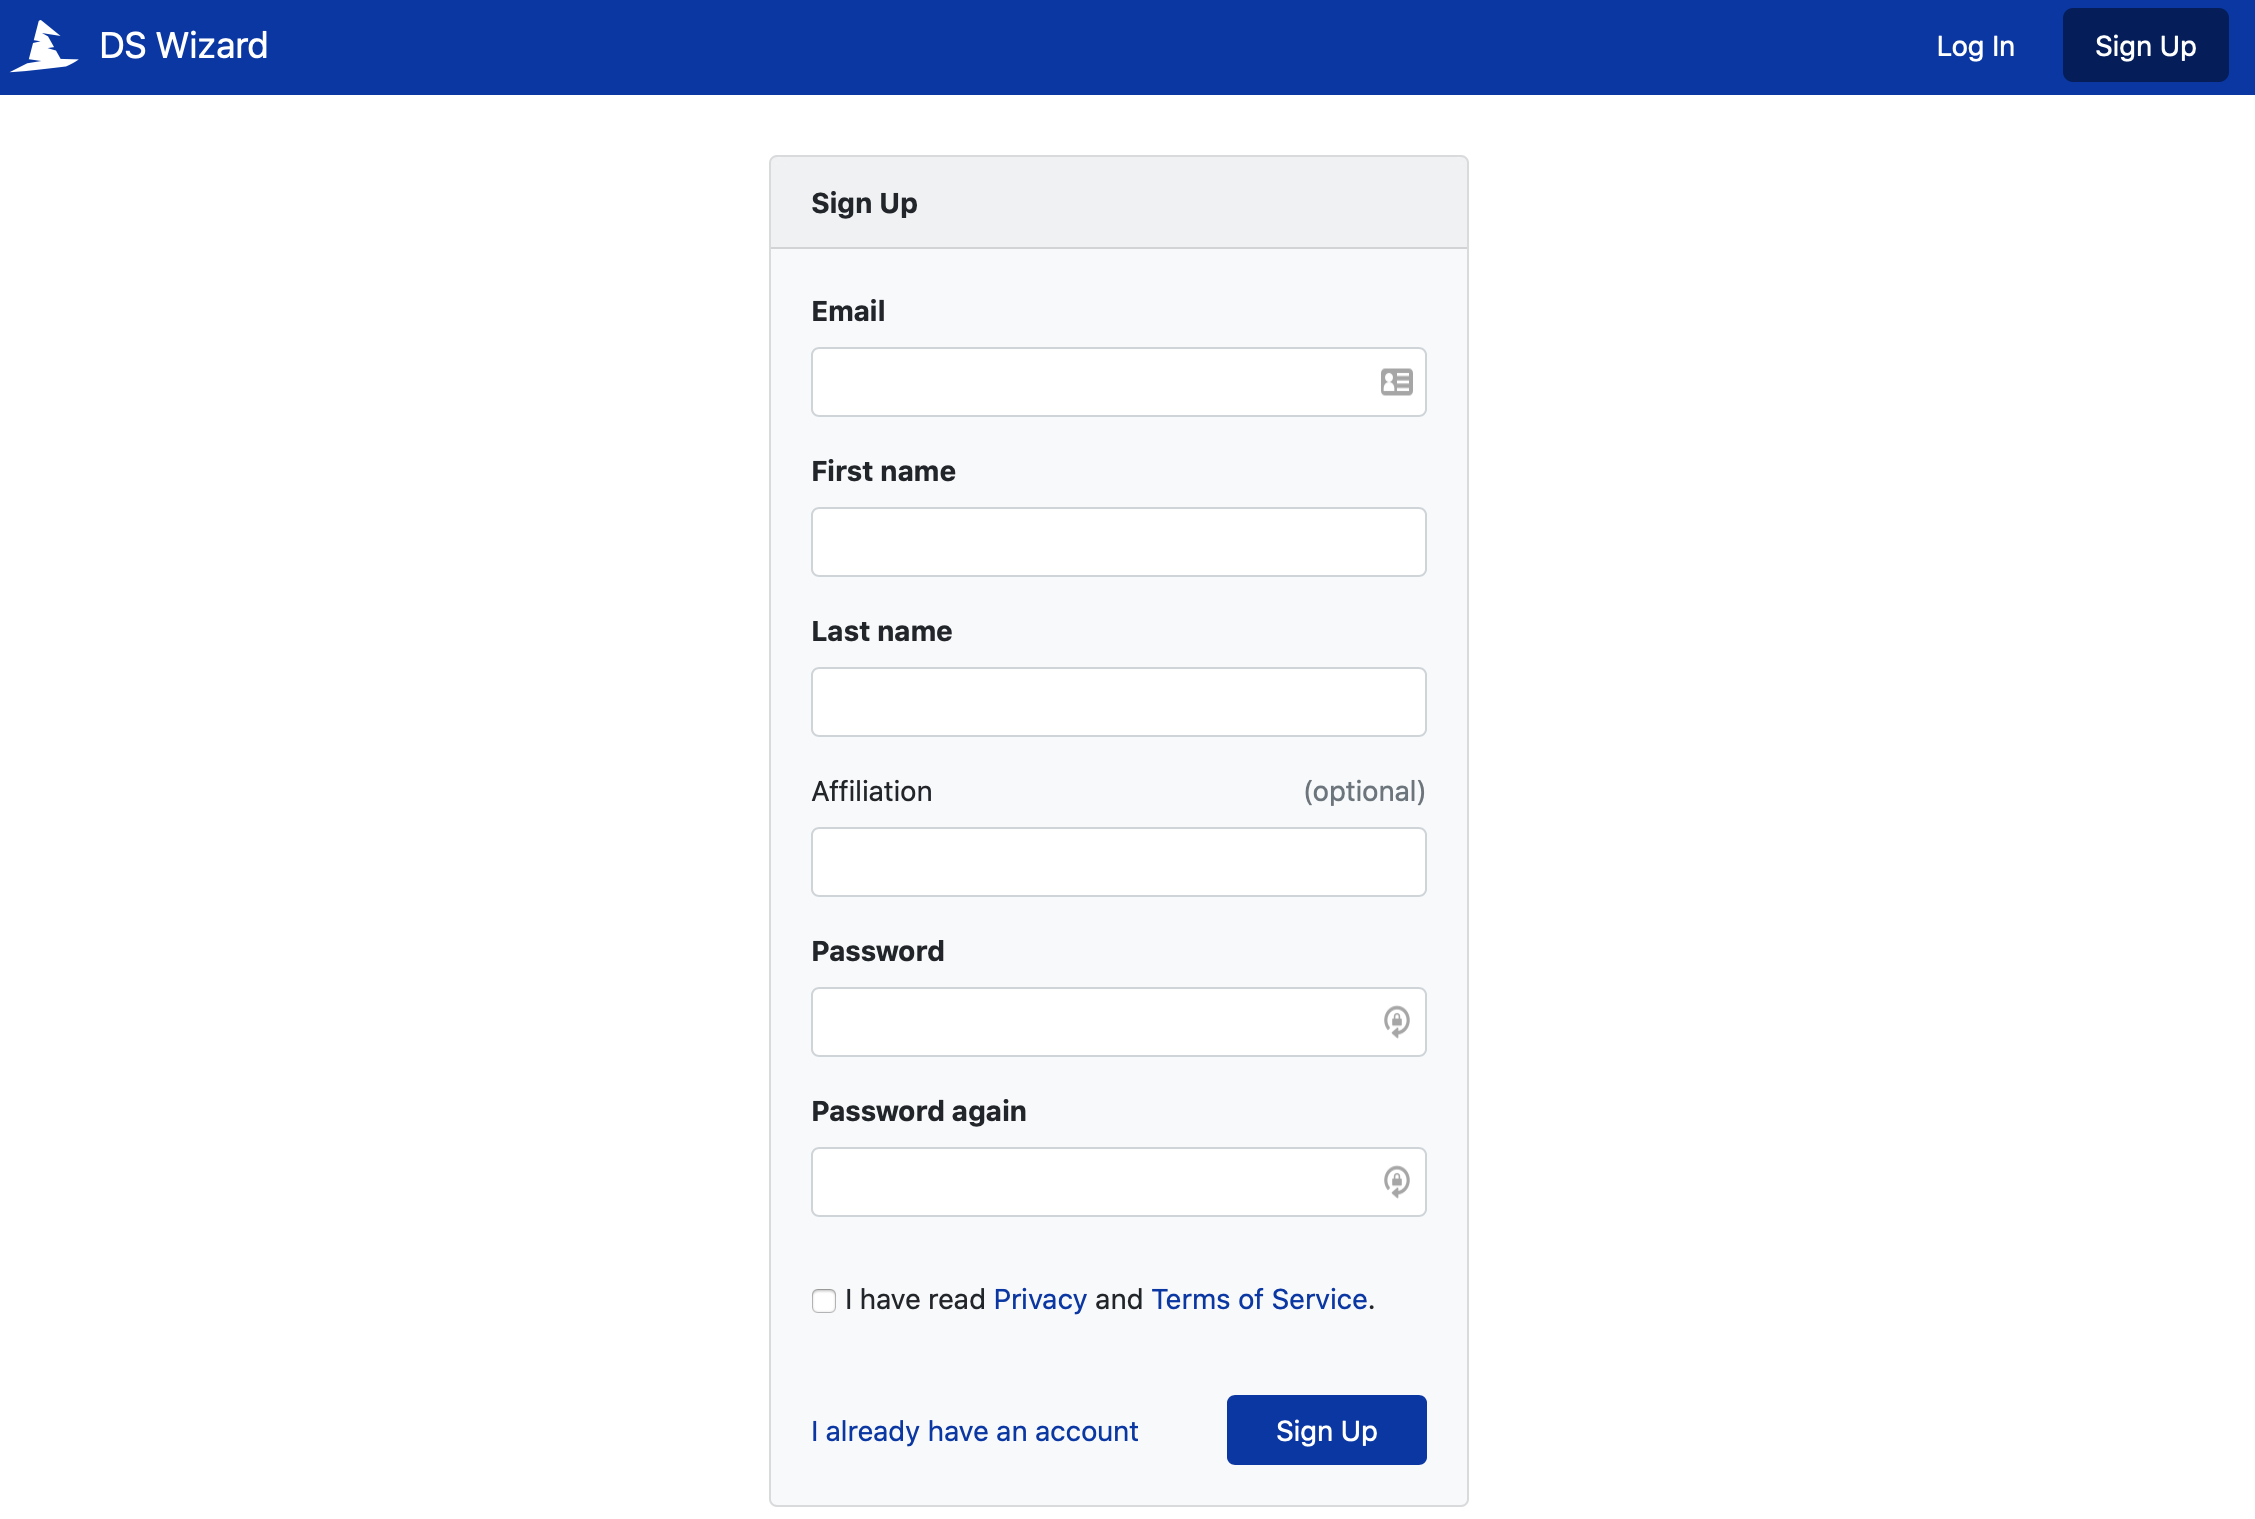 DS Wizard
Log In
Sign Up
Sign Up
Email
First name
Last name
Affiliation (optional)
Password
Password again
I have read Privacy and Terms of Service.
I already have an account
Sign Up